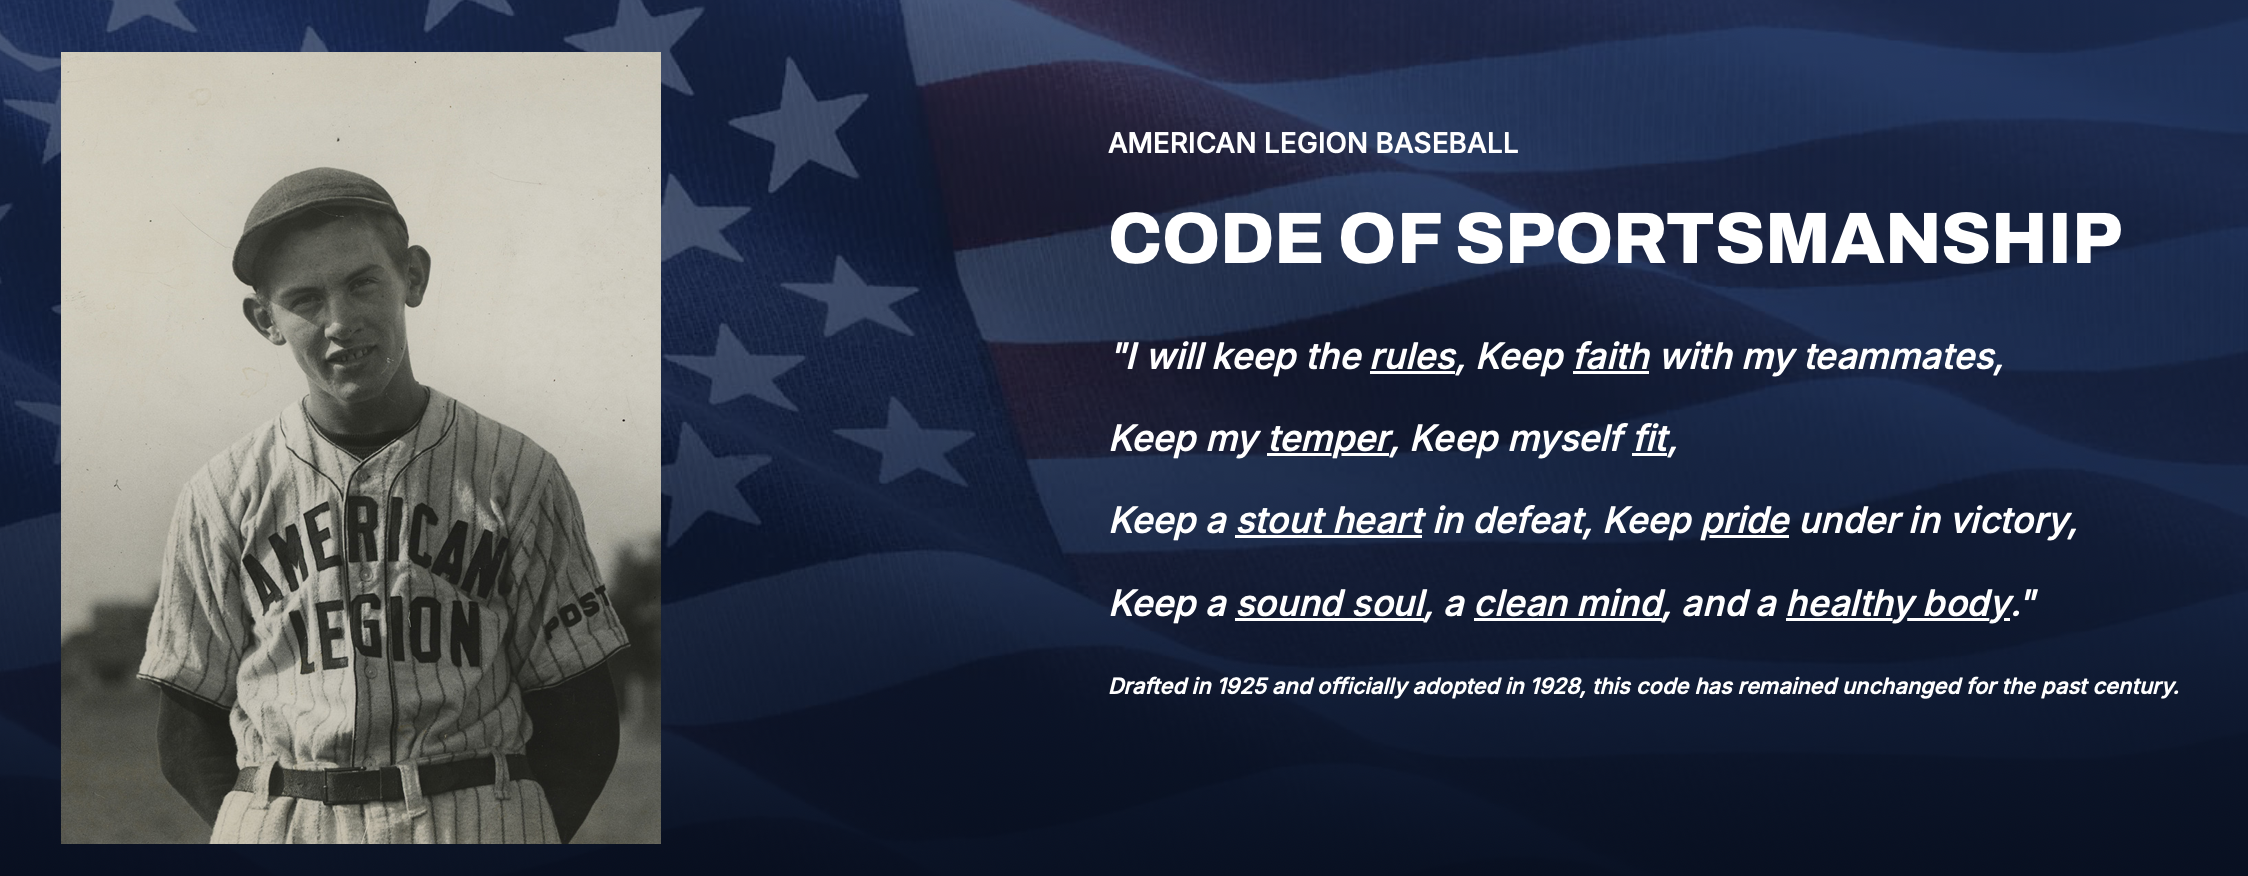 AMERICAN LEGION BASEBALL
CODE OF SPORTSMANSHIP
"I will keep the rules, Keep faith with my teammates,
Keep my temper, Keep myself fit,
Keep a stout heart in defeat, Keep pride under in victory,
Keep a sound soul, a clean mind, and a healthy body."
Drafted in 1925 and officially adopted in 1928, this code has remained unchanged for the past century.
AMERICAN
LEGION
POST